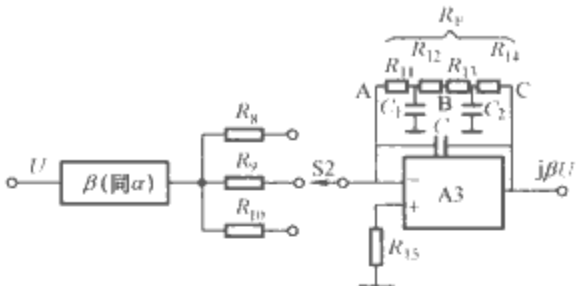 R_F
R_12 R_14
R_11 R_13
A C
C_1 B C_2
R_8 C
U β(同α) R_9 S2 − A3 jβU
+
R_10 R_15